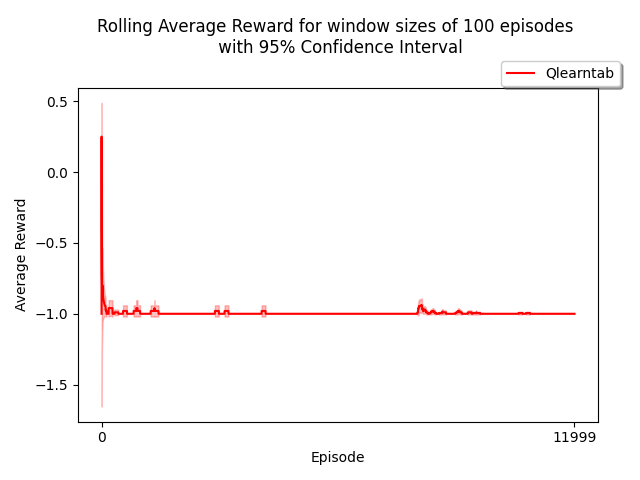 Rolling Average Reward for window sizes of 100 episodes
with 95% Confidence Interval
Qlearntab
0.5
0.0
−0.5
−1.0
−1.5
Average Reward
0
11999
Episode